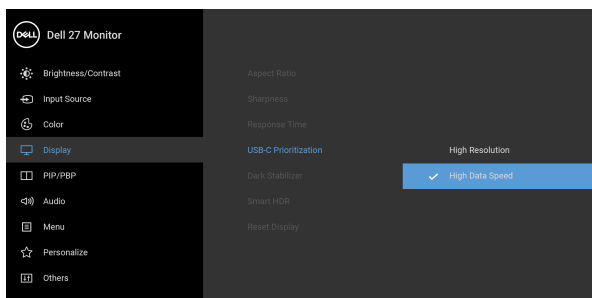 DELL
Dell 27 Monitor
Brightness/Contrast
Input Source
Color
Display
PIP/PBP
Audio
Menu
Personalize
Others
Aspect Ratio
Sharpness
Response Time
USB-C Prioritization
Dark Stabilizer
Smart HDR
Reset Display
High Resolution
High Data Speed